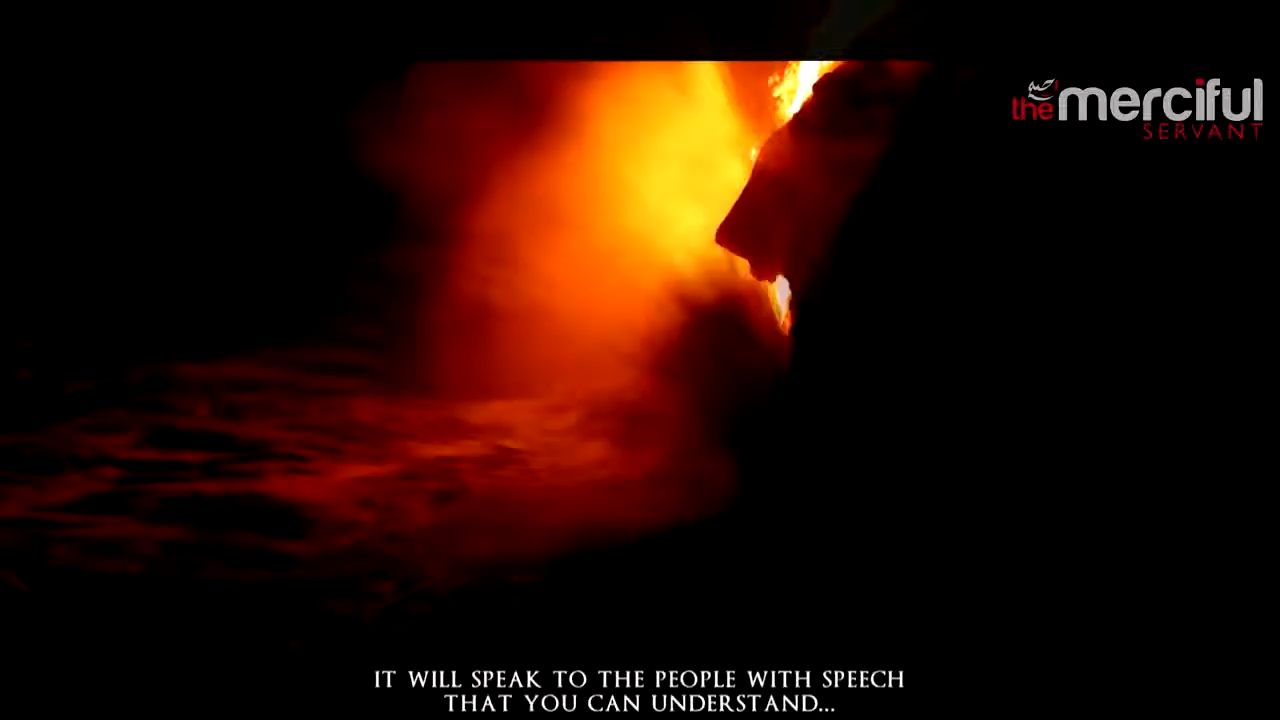 the merciful
SERVANT
IT WILL SPEAK TO THE PEOPLE WITH SPEECH
THAT YOU CAN UNDERSTAND...